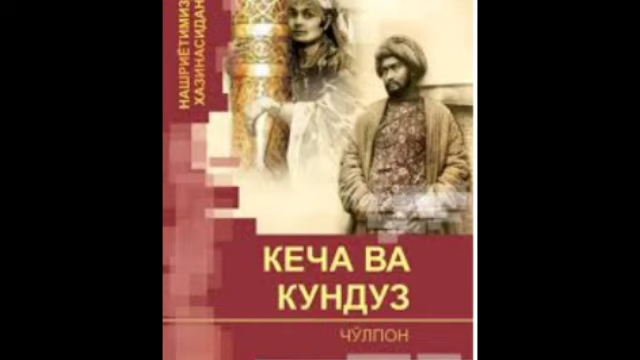 НАШРИЁТИМИЗ
ХАЗИНАСИДАН
КЕЧА ВА
КУНДУЗ
ЧЎЛПОН